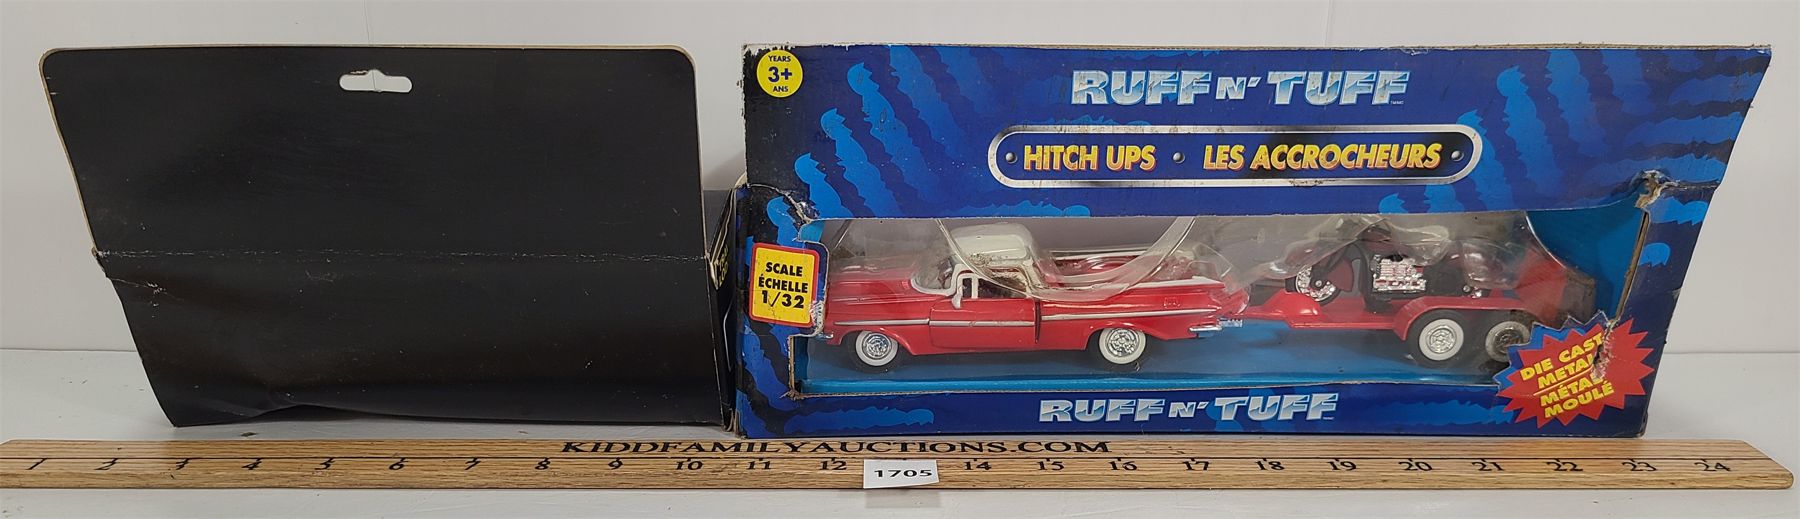 YEARS
3+
ANS
RUFF N' TUFF
HITCH UPS • LES ACCROCHEURS
SCALE
ÉCHELLE
1/32
DIE CAST
METAL
MÉTAL
MOULÉ
RUFF N' TUFF
KIDDFAMILYAUCTIONS.COM
1 2 3 4 5 6 7 8 9 10 11 12 14 15 16 17 18 19 20 21 22 23 24
1705